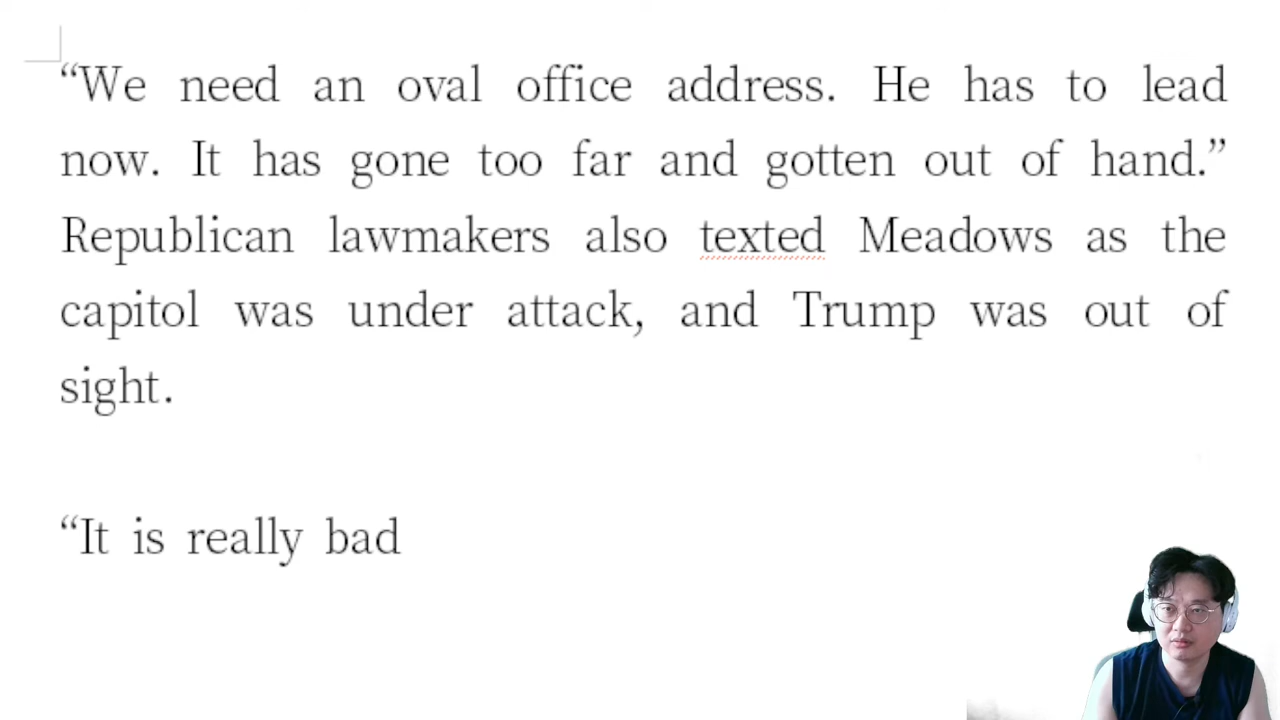 “We need an oval office address. He has to lead
now. It has gone too far and gotten out of hand.”
Republican lawmakers also texted Meadows as the
capitol was under attack, and Trump was out of
sight.
“It is really bad